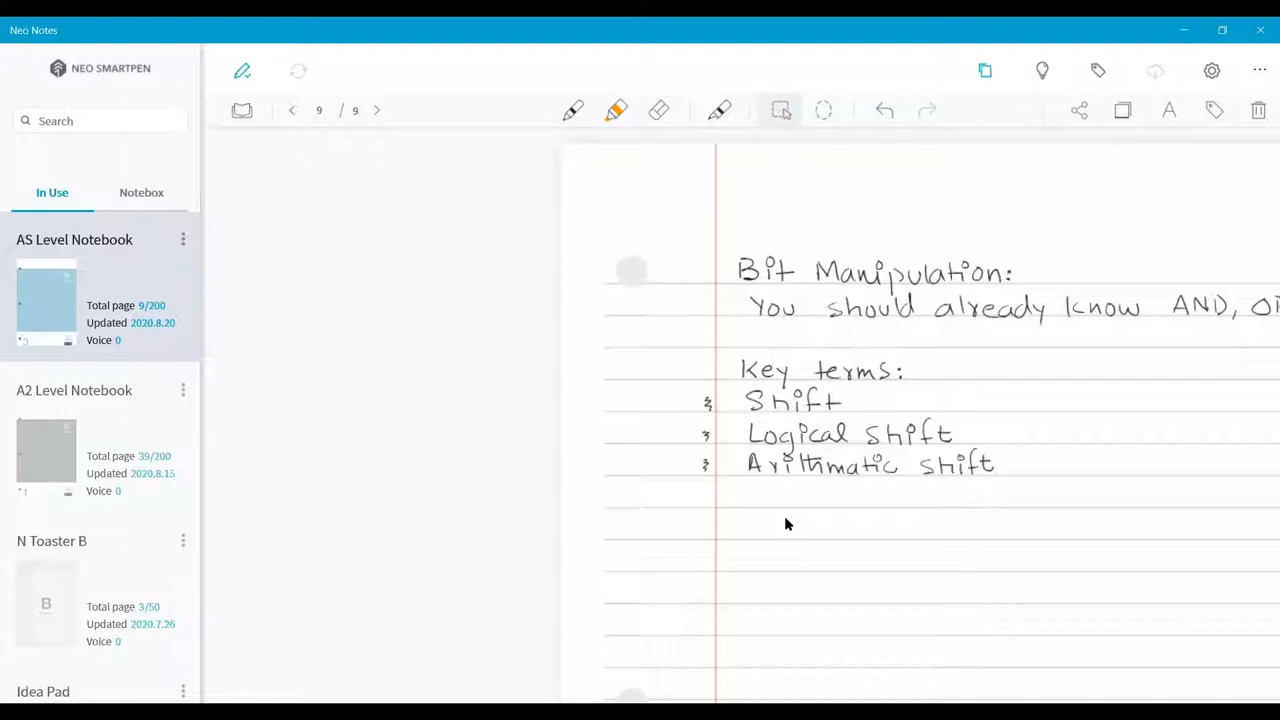 Neo Notes
NEO SMARTPEN
Search
9 / 9
In Use Notebox
AS Level Notebook
Total page 9/200
Updated 2020.8.20
Voice 0
A2 Level Notebook
Total page 39/200
Updated 2020.8.15
Voice 0
N Toaster B
B
Total page 3/50
Updated 2020.7.26
Voice 0
Idea Pad
Bit Manipulation:
You should already know AND,
Key terms:
Shift
Logical shift
Arithmatic shift